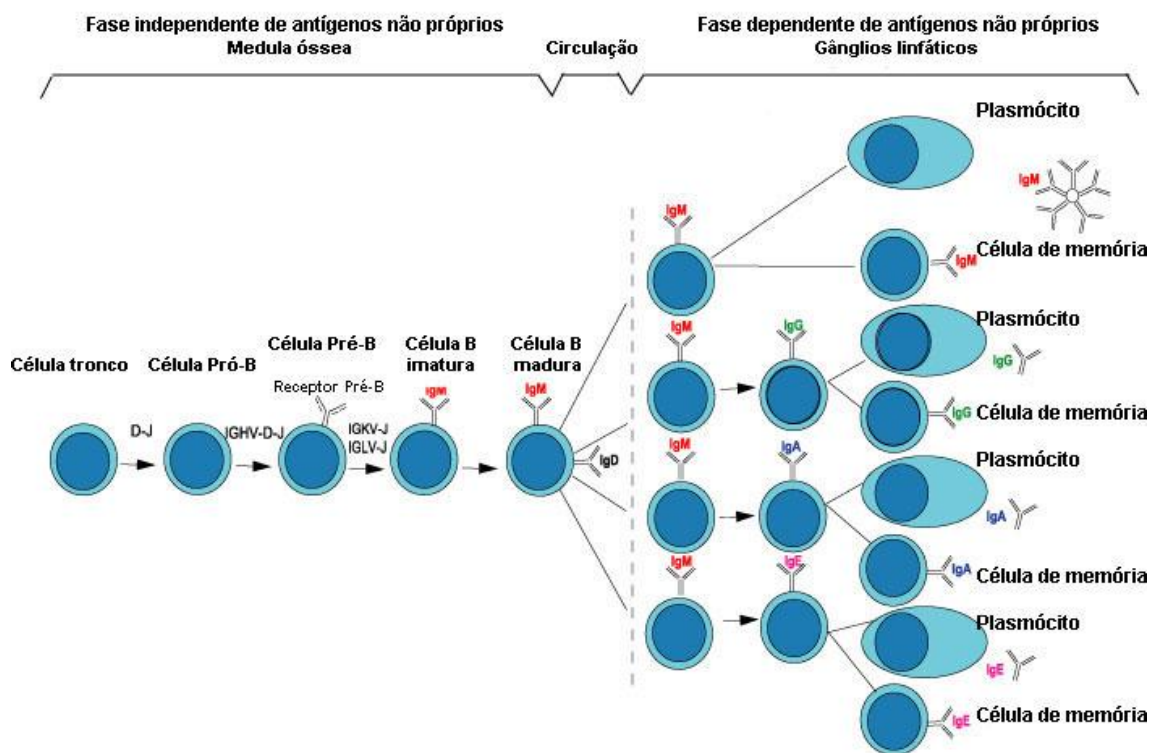 Fase independente de antígenos não próprios
Medula óssea
Circulação
Fase dependente de antígenos não próprios
Gânglios linfáticos
Plasmócito
IgM
IgM
Célula de memória
IgM
Plasmócito
IgM
IgG
IgG
Célula de memória
IgG
Célula tronco
Célula Pró-B
Célula Pré-B
Célula B
imatura
Célula B
madura
Receptor Pré-B
IgM
IgM
D-J
IGHV-D-J
IGKV-J
IGLV-J
IgD
IgM
IgA
Plasmócito
IgA
Célula de memória
IgA
IgM
IgE
Plasmócito
IgE
Célula de memória
IgE